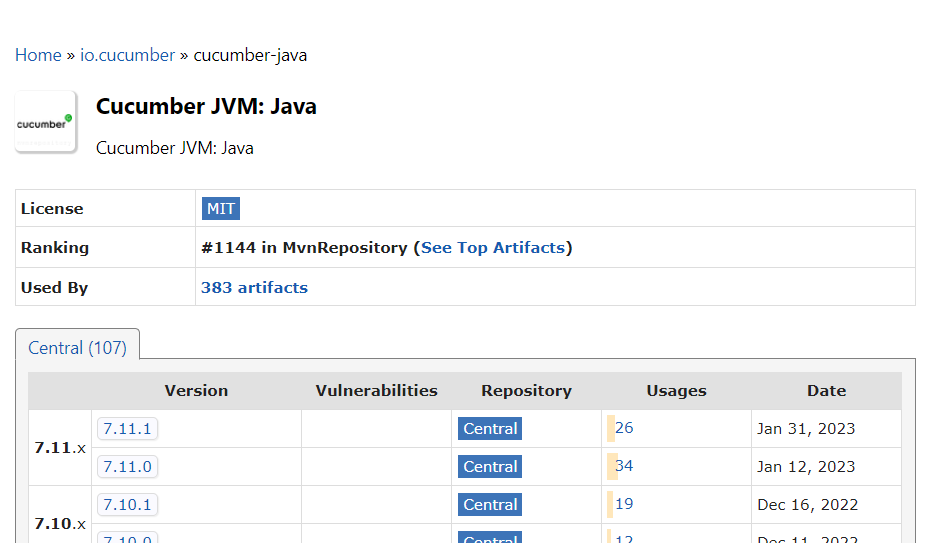 Home » io.cucumber » cucumber-java
cucumber
Cucumber JVM: Java
Cucumber JVM: Java
License MIT
Ranking #1144 in MvnRepository (See Top Artifacts)
Used By 383 artifacts
Central (107)
Version Vulnerabilities Repository Usages Date
7.11.x
7.11.1 Central 26 Jan 31, 2023
7.11.0 Central 34 Jan 12, 2023
7.10.x
7.10.1 Central 19 Dec 16, 2022
7.10.0 Central 12 Dec 11, 2022